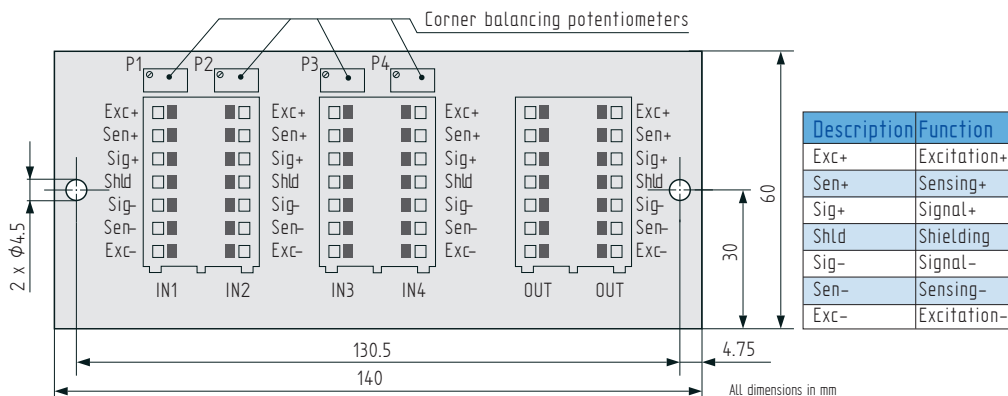 Corner balancing potentiometers
P1 P2 P3 P4
Exc+ Exc+ Exc+ Exc+
Sen+ Sen+ Sen+ Sen+
Sig+ Sig+ Sig+ Sig+
Shld Shld Shld Shld
Sig- Sig- Sig- Sig-
Sen- Sen- Sen- Sen-
Exc- Exc- Exc- Exc-
IN1 IN2 IN3 IN4 OUT OUT
2 x Φ4.5
60
30
130.5
4.75
140
All dimensions in mm
Description Function
Exc+ Excitation+
Sen+ Sensing+
Sig+ Signal+
Shld Shielding
Sig- Signal-
Sen- Sensing-
Exc- Excitation-